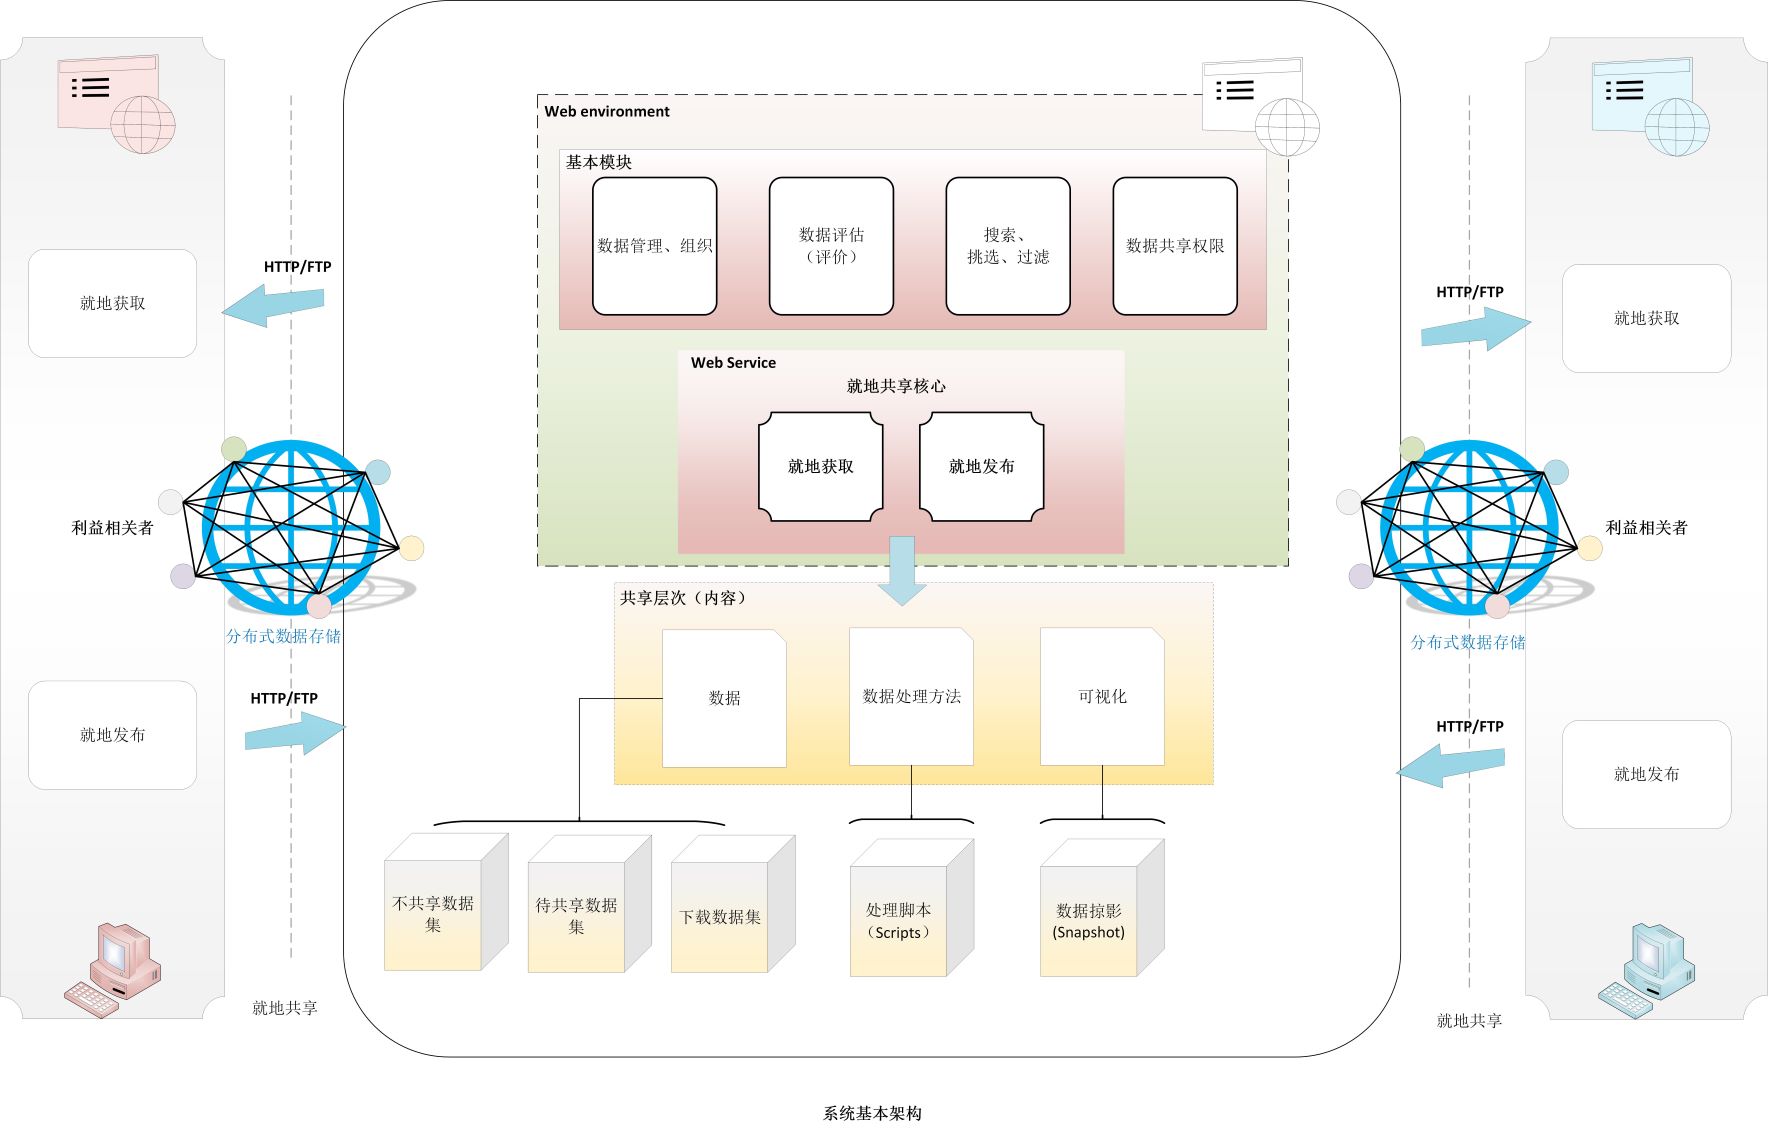 Web environment
基本模块
数据管理、组织
数据评估
（评价）
搜索、
挑选、过滤
数据共享权限
HTTP/FTP
就地获取
HTTP/FTP
就地获取
Web Service
就地共享核心
就地获取
就地发布
利益相关者
利益相关者
共享层次（内容）
分布式数据存储
分布式数据存储
数据
数据处理方法
可视化
HTTP/FTP
就地发布
HTTP/FTP
就地发布
不共享数据
集
待共享数据
集
下载数据集
处理脚本
（Scripts）
数据掠影
(Snapshot)
就地共享
就地共享
系统基本架构